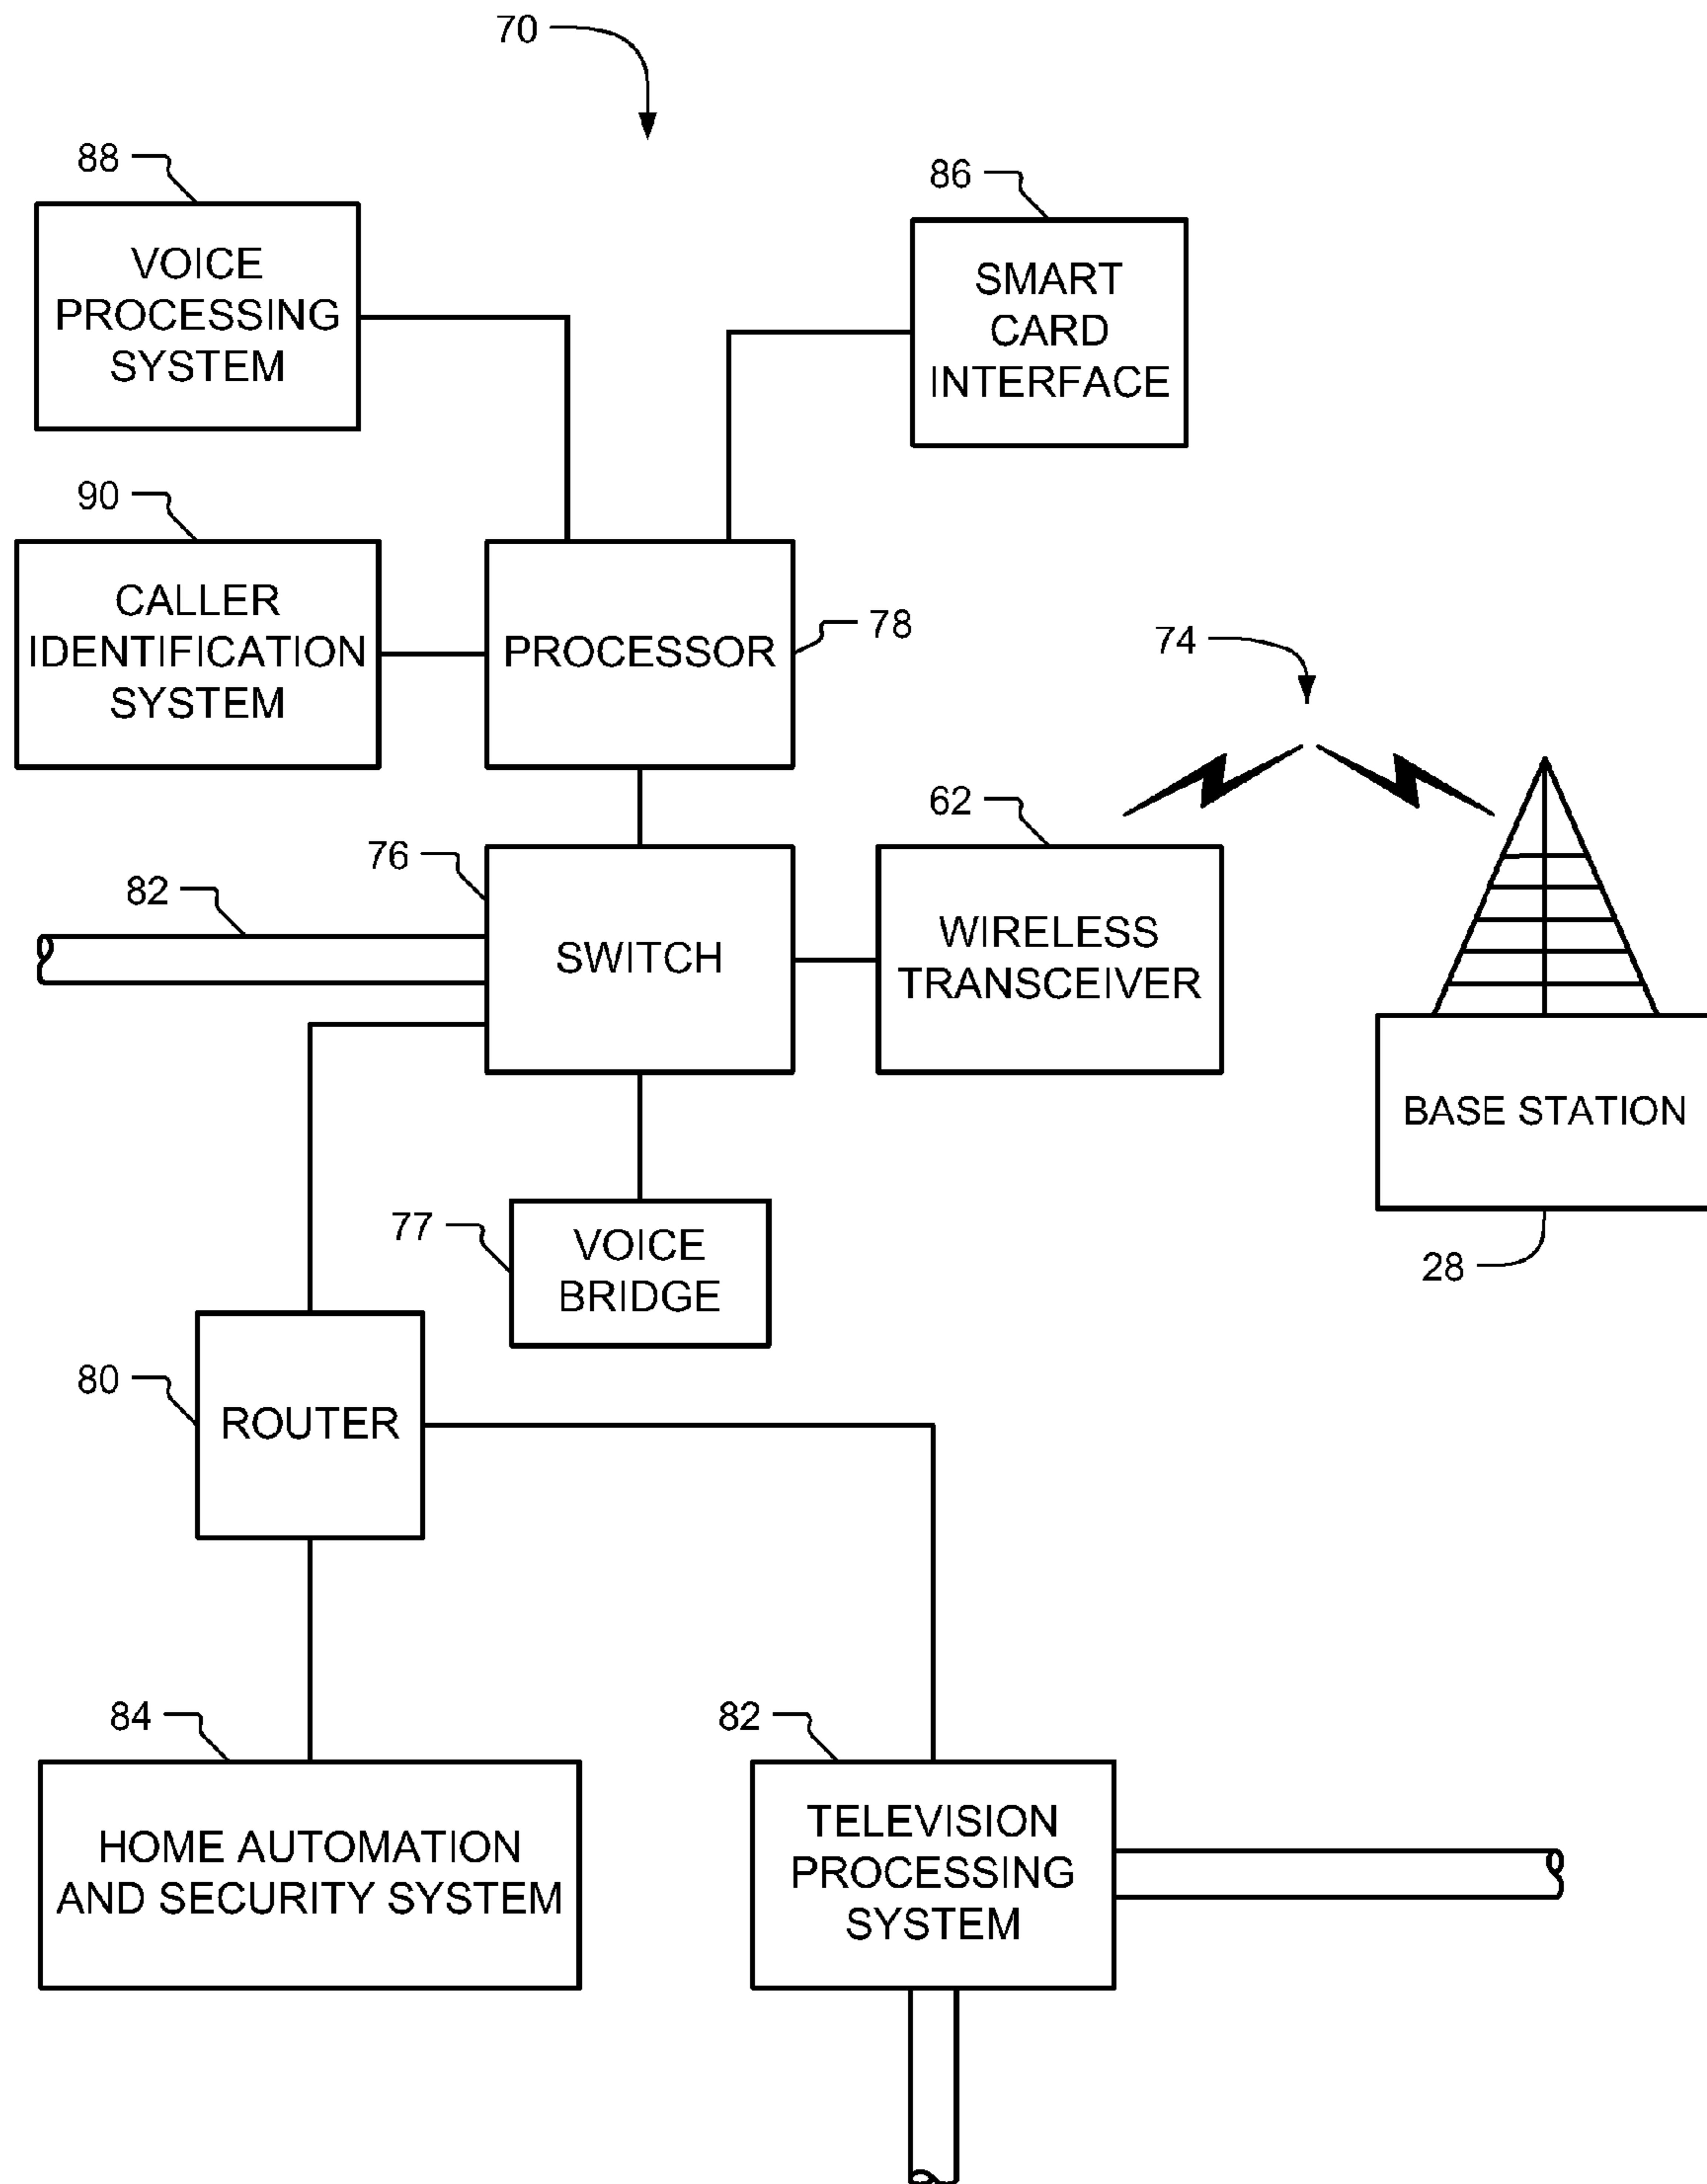 70
88
VOICE
PROCESSING
SYSTEM
86
SMART
CARD
INTERFACE
90
CALLER
IDENTIFICATION
SYSTEM
PROCESSOR
78
74
62
76
82
SWITCH
WIRELESS
TRANSCEIVER
BASE STATION
28
77
VOICE
BRIDGE
80
ROUTER
84
HOME AUTOMATION
AND SECURITY SYSTEM
82
TELEVISION
PROCESSING
SYSTEM